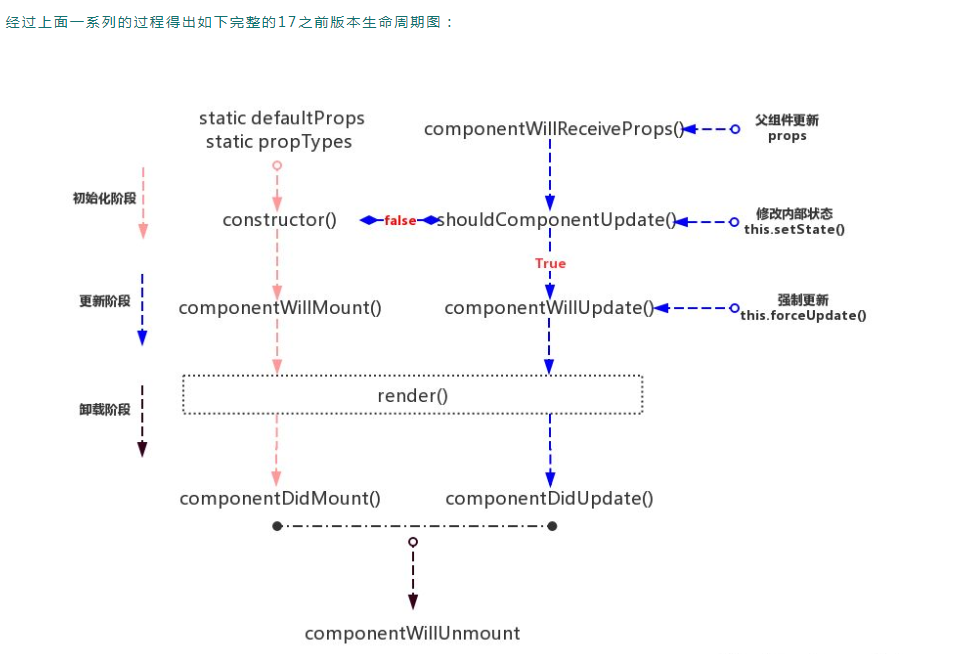 经过上面一系列的过程得出如下完整的17之前版本生命周期图：
static defaultProps
static propTypes
componentWillReceiveProps()
父组件更新
props
初始化阶段
constructor()
false
shouldComponentUpdate()
修改内部状态
this.setState()
True
更新阶段
componentWillMount()
componentWillUpdate()
强制更新
this.forceUpdate()
render()
卸载阶段
componentDidMount()
componentDidUpdate()
componentWillUnmount